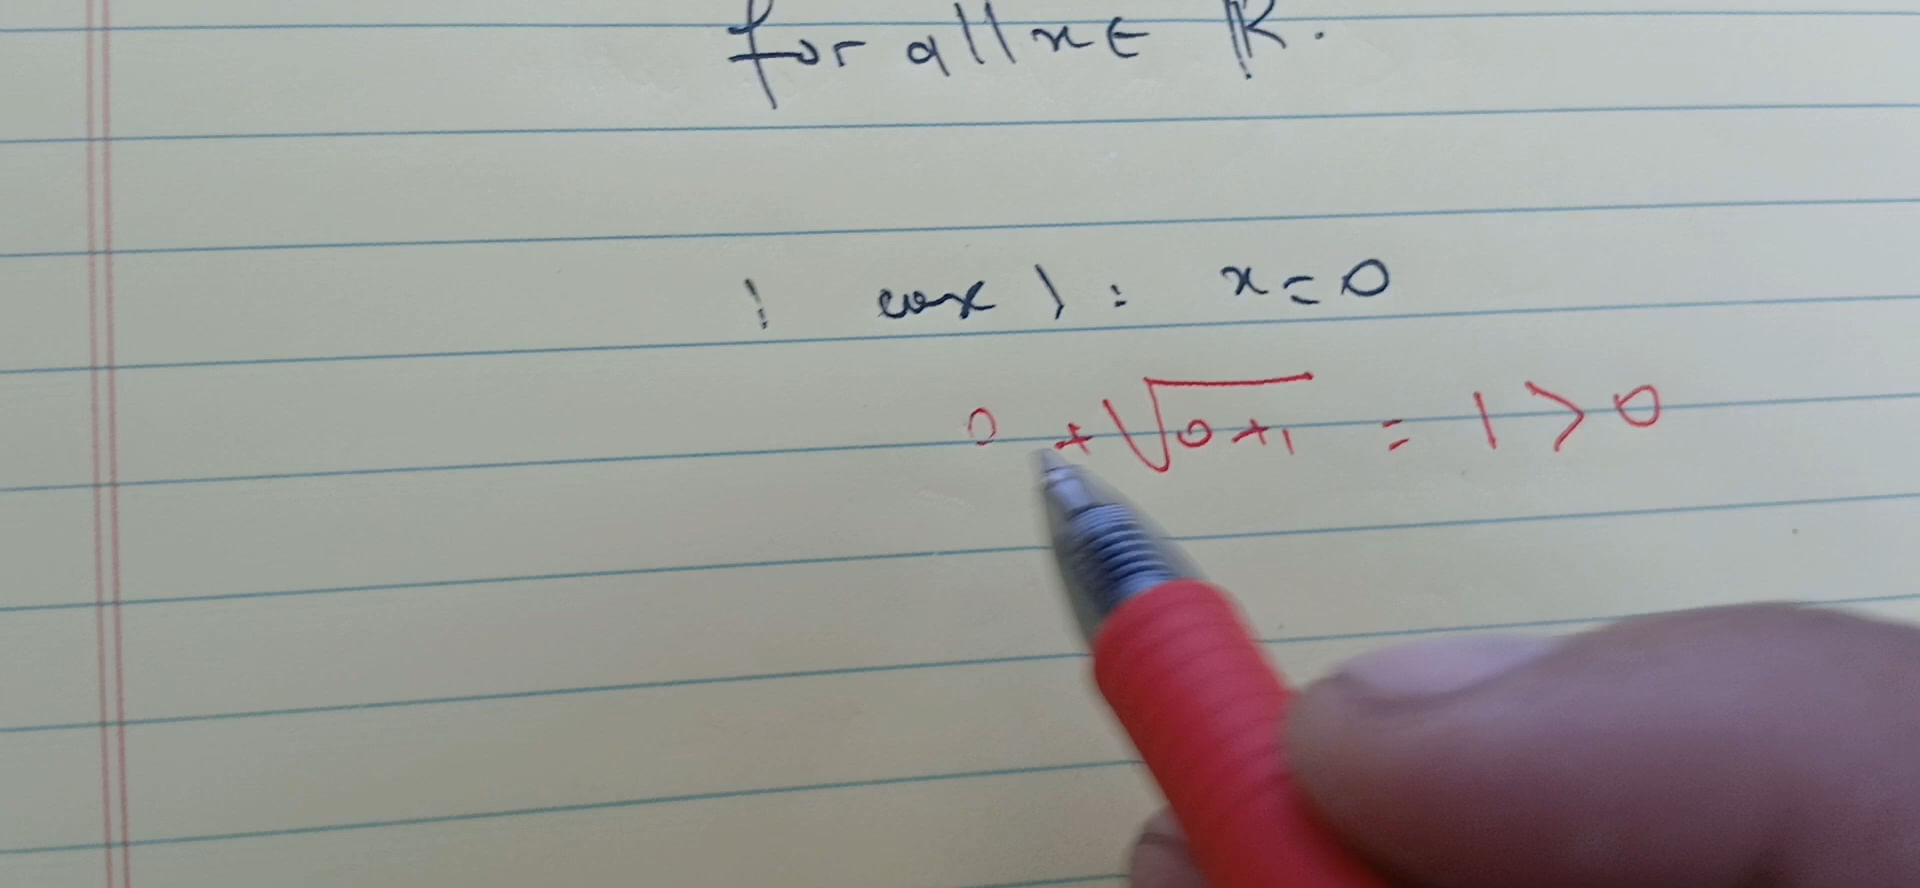 for all x ∈ ℝ.
case 1: x = 0
0 + √0+1 = 1 > 0